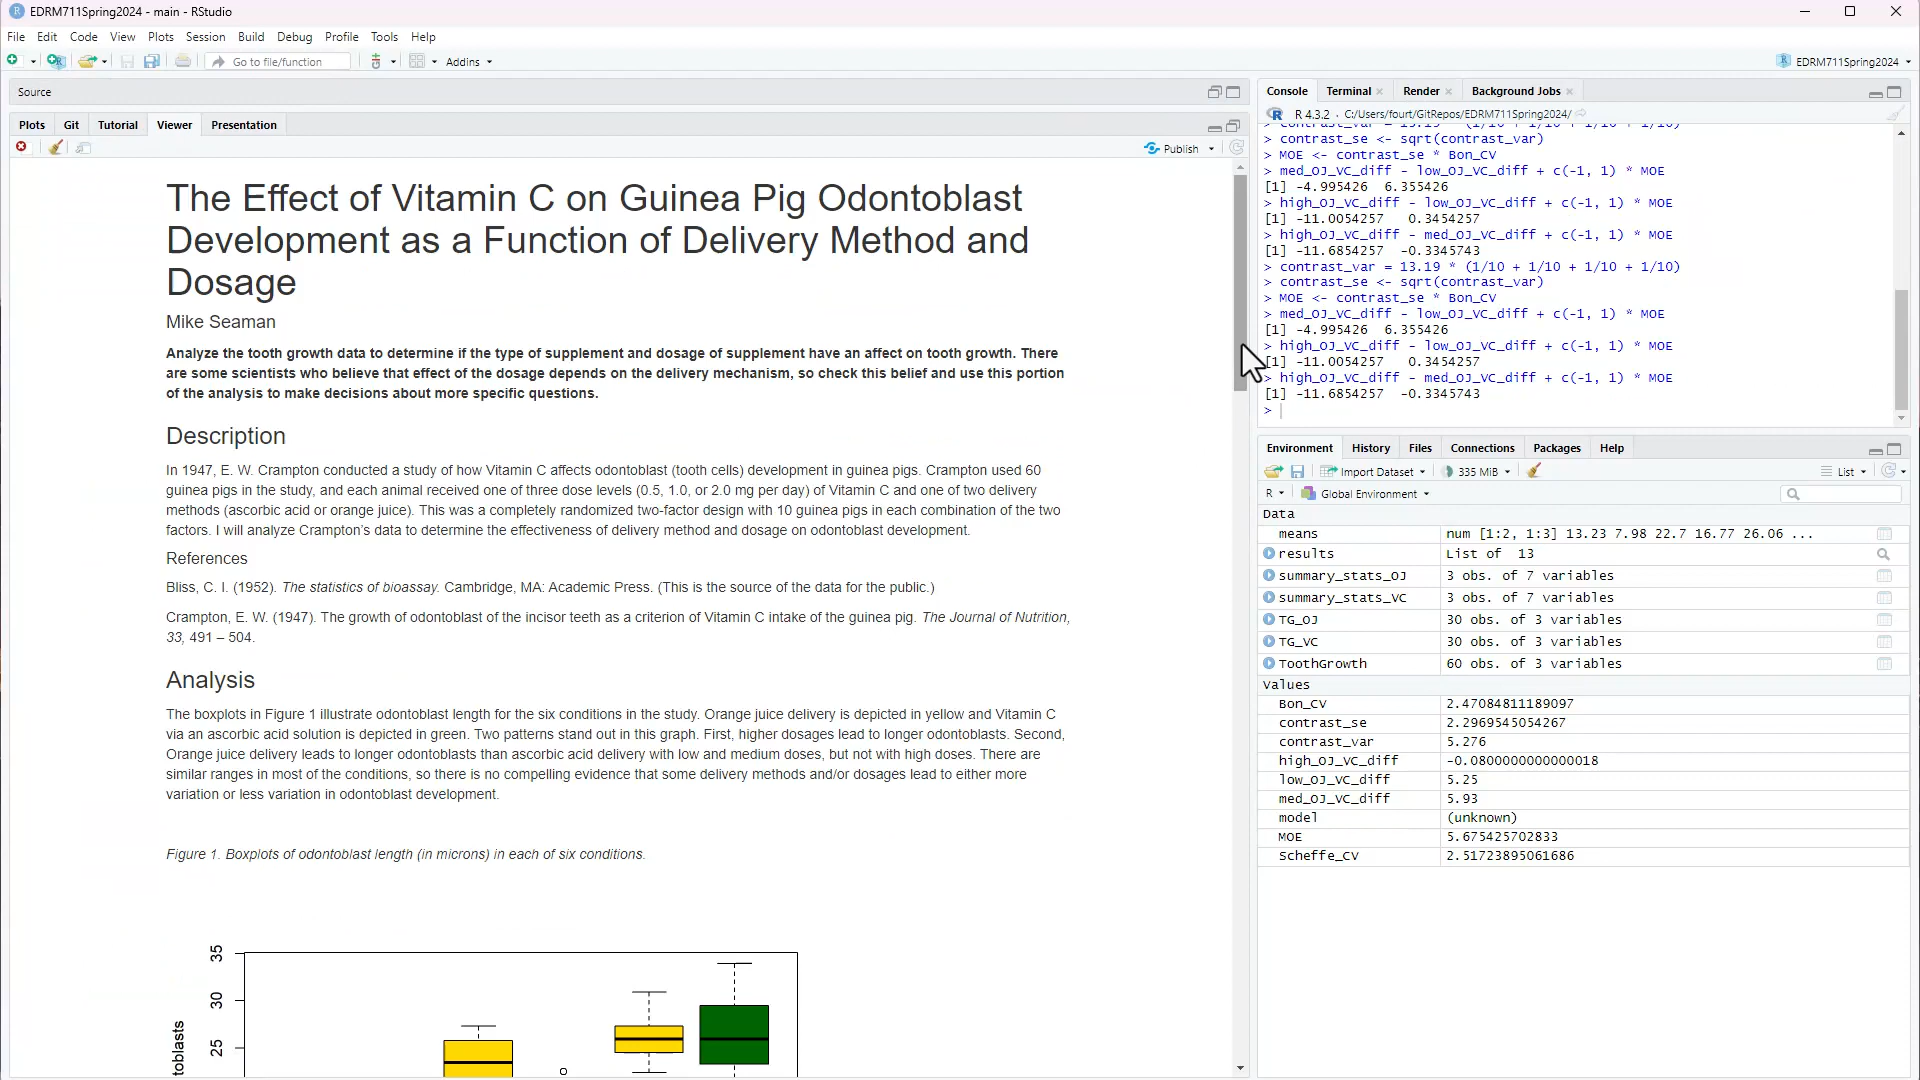 EDRM711Spring2024 - main - RStudio
File Edit Code View Plots Session Build Debug Profile Tools Help
Go to file/function Addins EDRM711Spring2024
Source
Plots Git Tutorial Viewer Presentation
Publish
The Effect of Vitamin C on Guinea Pig Odontoblast
Development as a Function of Delivery Method and
Dosage
Mike Seaman
Analyze the tooth growth data to determine if the type of supplement and dosage of supplement have an affect on tooth growth. There
are some scientists who believe that effect of the dosage depends on the delivery mechanism, so check this belief and use this portion
of the analysis to make decisions about more specific questions.
Description
In 1947, E. W. Crampton conducted a study of how Vitamin C affects odontoblast (tooth cells) development in guinea pigs. Crampton used 60
guinea pigs in the study, and each animal received one of three dose levels (0.5, 1.0, or 2.0 mg per day) of Vitamin C and one of two delivery
methods (ascorbic acid or orange juice). This was a completely randomized two-factor design with 10 guinea pigs in each combination of the two
factors. I will analyze Crampton's data to determine the effectiveness of delivery method and dosage on odontoblast development.
References
Bliss, C. I. (1952). The statistics of bioassay. Cambridge, MA: Academic Press. (This is the source of the data for the public.)
Crampton, E. W. (1947). The growth of odontoblast of the incisor teeth as a criterion of Vitamin C intake of the guinea pig. The Journal of Nutrition,
33, 491 – 504.
Analysis
The boxplots in Figure 1 illustrate odontoblast length for the six conditions in the study. Orange juice delivery is depicted in yellow and Vitamin C
via an ascorbic acid solution is depicted in green. Two patterns stand out in this graph. First, higher dosages lead to longer odontoblasts. Second,
Orange juice delivery leads to longer odontoblasts than ascorbic acid delivery with low and medium doses, but not with high doses. There are
similar ranges in most of the conditions, so there is no compelling evidence that some delivery methods and/or dosages lead to either more
variation or less variation in odontoblast development.
Figure 1. Boxplots of odontoblast length (in microns) in each of six conditions.
35
30
25
toblasts
Console Terminal Render Background Jobs
R 4.3.2 · C:/Users/fourt/GitRepos/EDRM711Spring2024/
> contrast_var = 13.19 * (1/10 + 1/10 + 1/10 + 1/10)
> contrast_se <- sqrt(contrast_var)
> MOE <- contrast_se * Bon_CV
> med_OJ_VC_diff - low_OJ_VC_diff + c(-1, 1) * MOE
[1] -4.995426 6.355426
> high_OJ_VC_diff - low_OJ_VC_diff + c(-1, 1) * MOE
[1] -11.0054257 0.3454257
> high_OJ_VC_diff - med_OJ_VC_diff + c(-1, 1) * MOE
[1] -11.6854257 -0.3345743
> contrast_var = 13.19 * (1/10 + 1/10 + 1/10 + 1/10)
> contrast_se <- sqrt(contrast_var)
> MOE <- contrast_se * Bon_CV
> med_OJ_VC_diff - low_OJ_VC_diff + c(-1, 1) * MOE
[1] -4.995426 6.355426
> high_OJ_VC_diff - low_OJ_VC_diff + c(-1, 1) * MOE
[1] -11.0054257 0.3454257
> high_OJ_VC_diff - med_OJ_VC_diff + c(-1, 1) * MOE
[1] -11.6854257 -0.3345743
>
Environment History Files Connections Packages Help
Import Dataset 335 MiB List
R Global Environment
Data
means num [1:2, 1:3] 13.23 7.98 22.7 16.77 26.06 ...
results List of 13
summary_stats_OJ 3 obs. of 7 variables
summary_stats_VC 3 obs. of 7 variables
TG_OJ 30 obs. of 3 variables
TG_VC 30 obs. of 3 variables
ToothGrowth 60 obs. of 3 variables
Values
Bon_CV 2.47084811189097
contrast_se 2.2969545054267
contrast_var 5.276
high_OJ_VC_diff -0.0800000000000018
low_OJ_VC_diff 5.25
med_OJ_VC_diff 5.93
model (unknown)
MOE 5.675425702833
Scheffe_CV 2.51723895061686